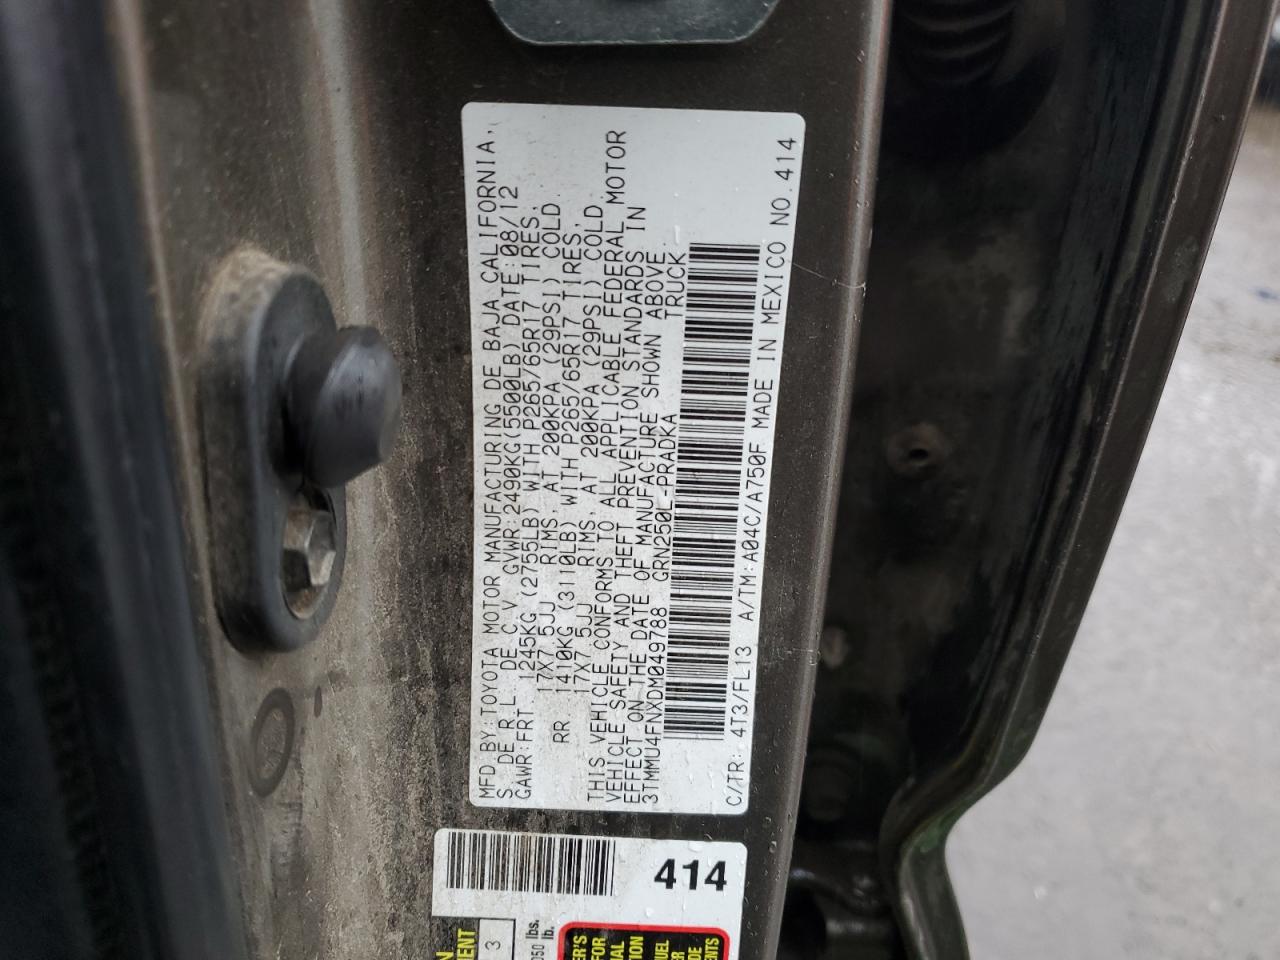 MFD BY: TOYOTA MOTOR MANUFACTURING DE BAJA CALIFORNIA,
S. DE R.L. DE C.V. GVWR:2490KG(5500LB) DATE:08/12
GAWR:FRT 1245KG (2755LB) WITH P265/65R17 TIRES,
17X7.5JJ RIMS, AT 200KPA (29PSI) COLD.
RR 1410KG (3110LB) WITH P265/65R17 TIRES,
17X7.5JJ RIMS, AT 200KPA (29PSI) COLD.
THIS VEHICLE CONFORMS TO ALL APPLICABLE FEDERAL MOTOR
VEHICLE SAFETY AND THEFT PREVENTION STANDARDS IN
EFFECT ON THE DATE OF MANUFACTURE SHOWN ABOVE.
3TMMU4FNXDM049788 GRN250L-PRADKA TRUCK
C/TR: 4T3/FL13 A/TM:A04C/A750F MADE IN MEXICO NO.414
414
3
050 lbs.
lb.